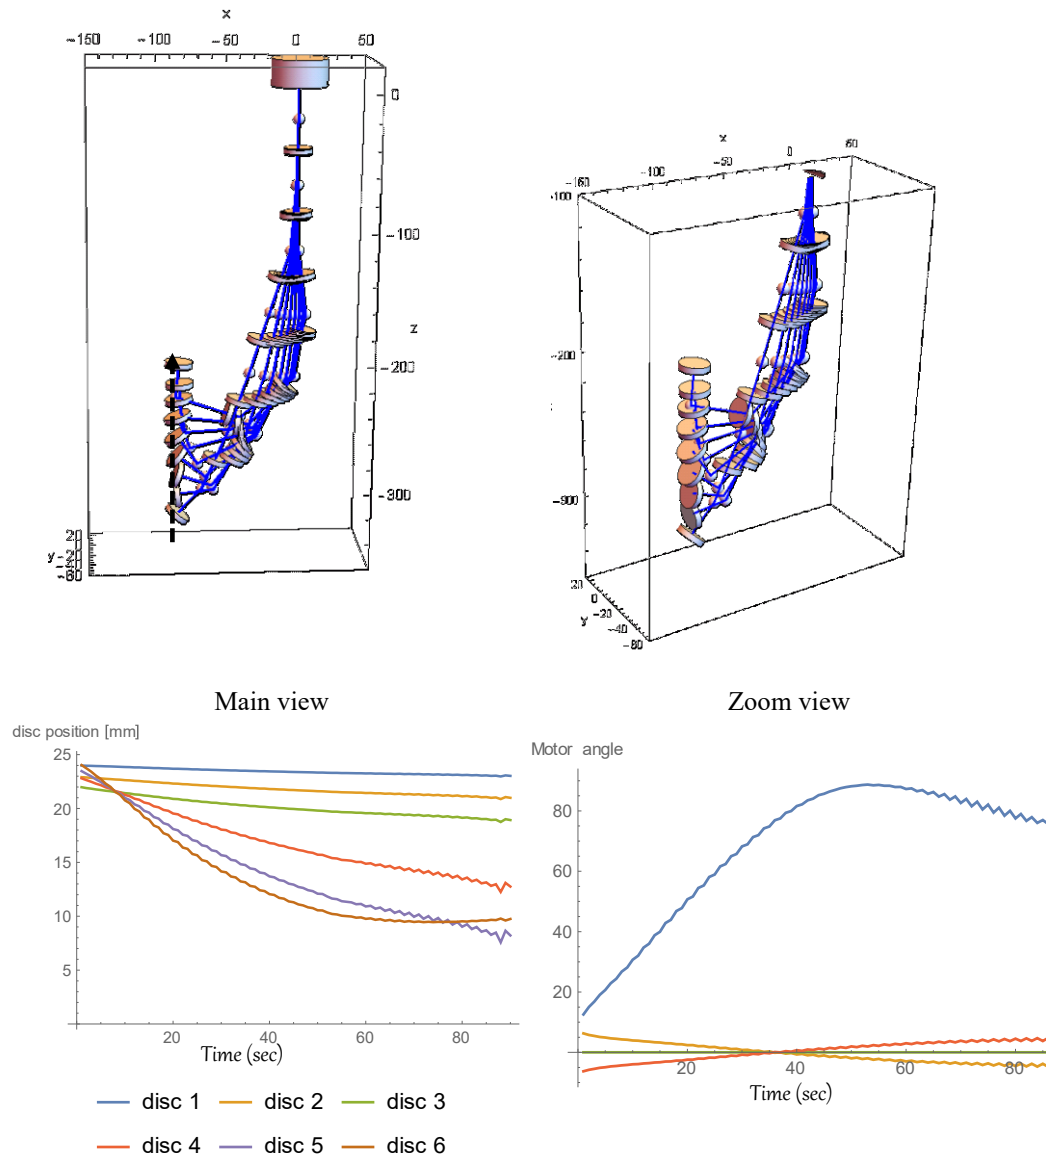 x
-150 -100 -50 0 50
0
-100
z
-200
-300
20
y -20
-60
x
-150 -100 -50 0 60
-100
-200
20
0
y -20
-40
Main view
Zoom view
disc position [mm]
25
20
15
10
5
20 40 60 80
Time (sec)
Motor angle
80
60
40
20
20 40 60 80
Time (sec)
disc 1 disc 2 disc 3
disc 4 disc 5 disc 6